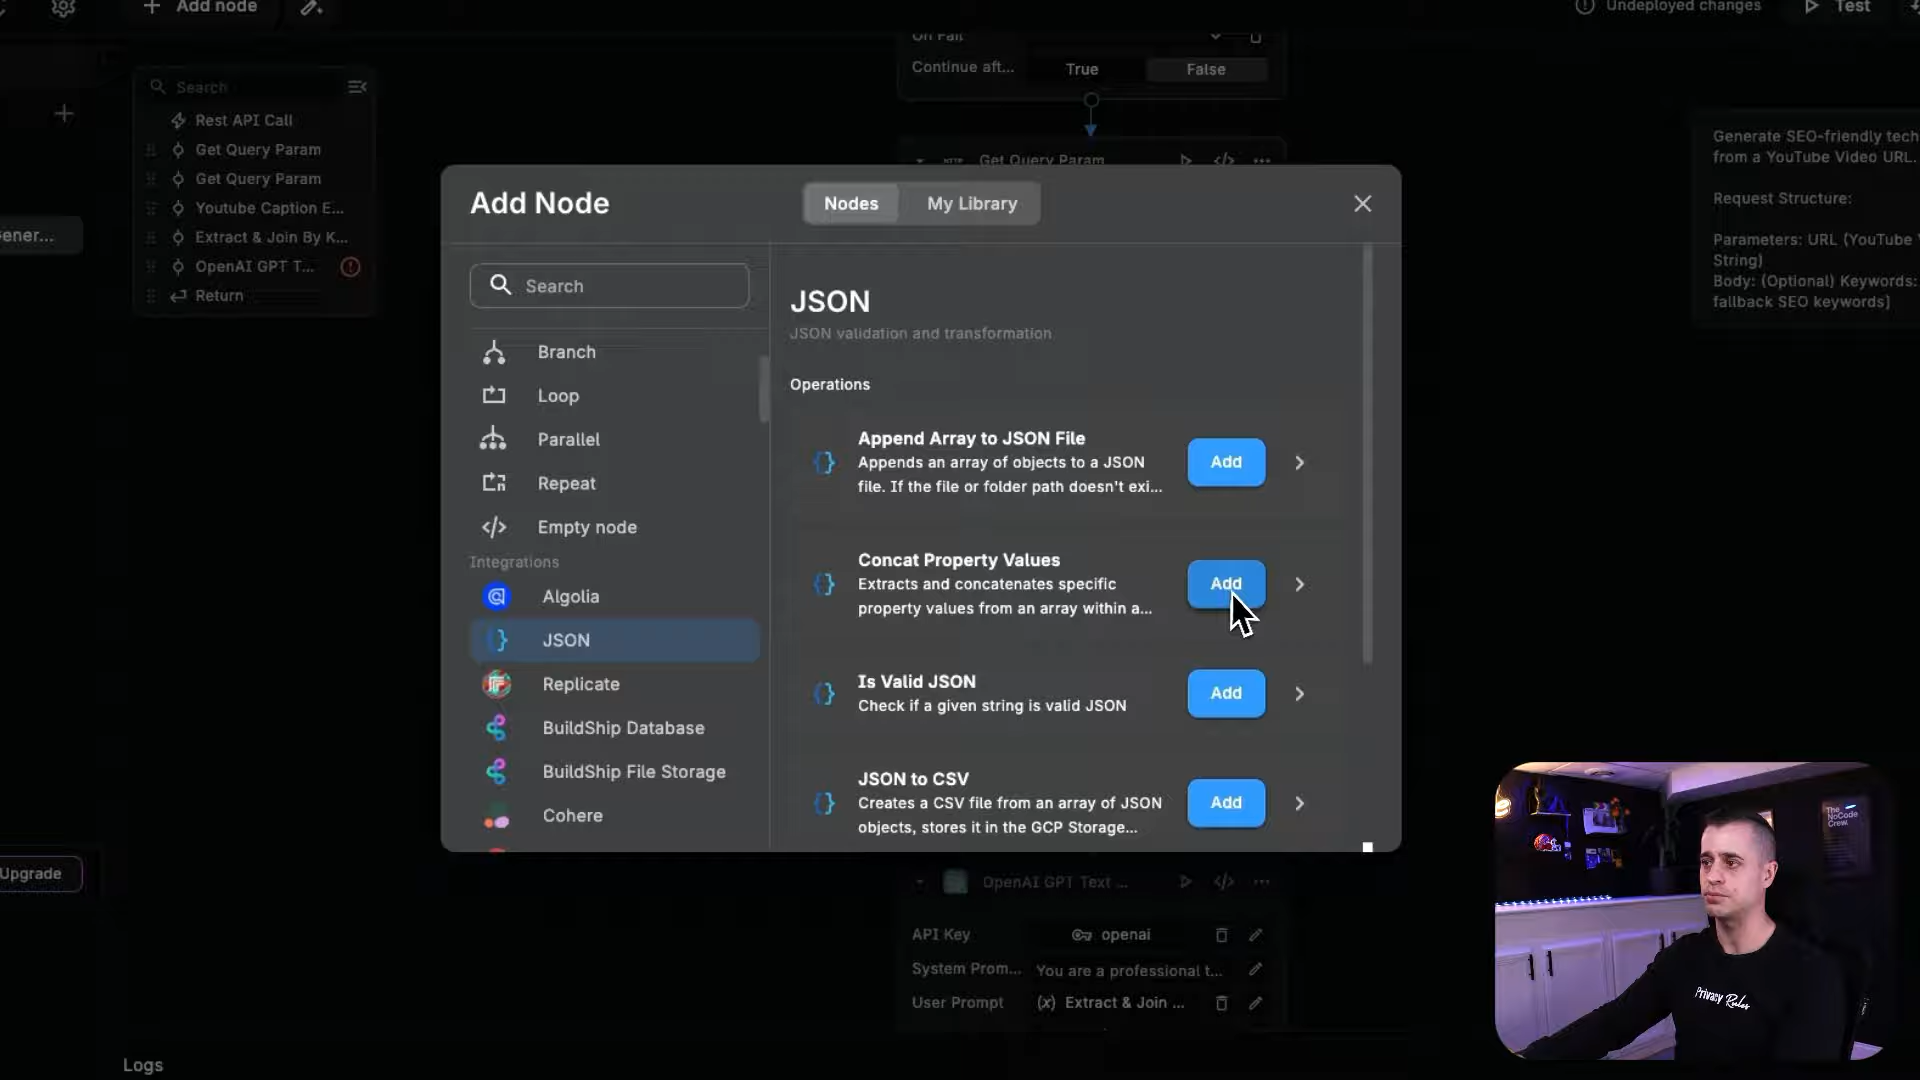 Add node
Undeployed changes
Test
Search
Rest API Call
Get Query Param
Get Query Param
Youtube Caption E...
Extract & Join By K...
OpenAI GPT T...
Return
ener...
Upgrade
Logs
On Fail
Continue aft...
True
False
Get Query Param
Generate SEO-friendly tech
from a YouTube Video URL.
Request Structure:
Parameters: URL (YouTube
String)
Body: (Optional) Keywords:
fallback SEO keywords]
Add Node
Nodes
My Library
Search
Branch
Loop
Parallel
Repeat
</> Empty node
Integrations
Algolia
JSON
Replicate
BuildShip Database
BuildShip File Storage
Cohere
JSON
JSON validation and transformation
Operations
Append Array to JSON File
Appends an array of objects to a JSON
file. If the file or folder path doesn't exi...
Add
Concat Property Values
Extracts and concatenates specific
property values from an array within a...
Add
Is Valid JSON
Check if a given string is valid JSON
Add
JSON to CSV
Creates a CSV file from an array of JSON
objects, stores it in the GCP Storage...
Add
OpenAI GPT Text ...
API Key
openai
System Prom...
You are a professional t...
User Prompt
(x) Extract & Join ...
The
NoCode
Crew.
Privacy Rules